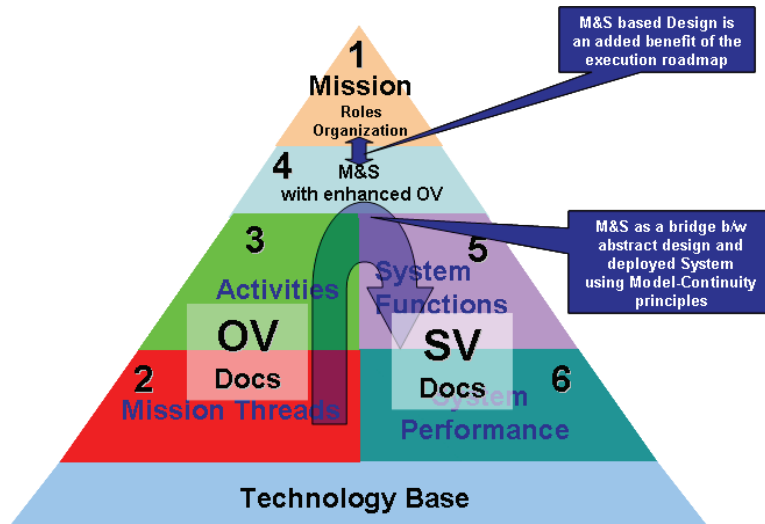 M&S based Design is
an added benefit of the
execution roadmap
1
Mission
Roles
Organization
4
M&S
with enhanced OV
M&S as a bridge b/w
abstract design and
deployed System
using Model-Continuity
principles
3
Activities
5
System
Functions
OV
Docs
SV
Docs
2
Mission Threads
6
System
Performance
Technology Base